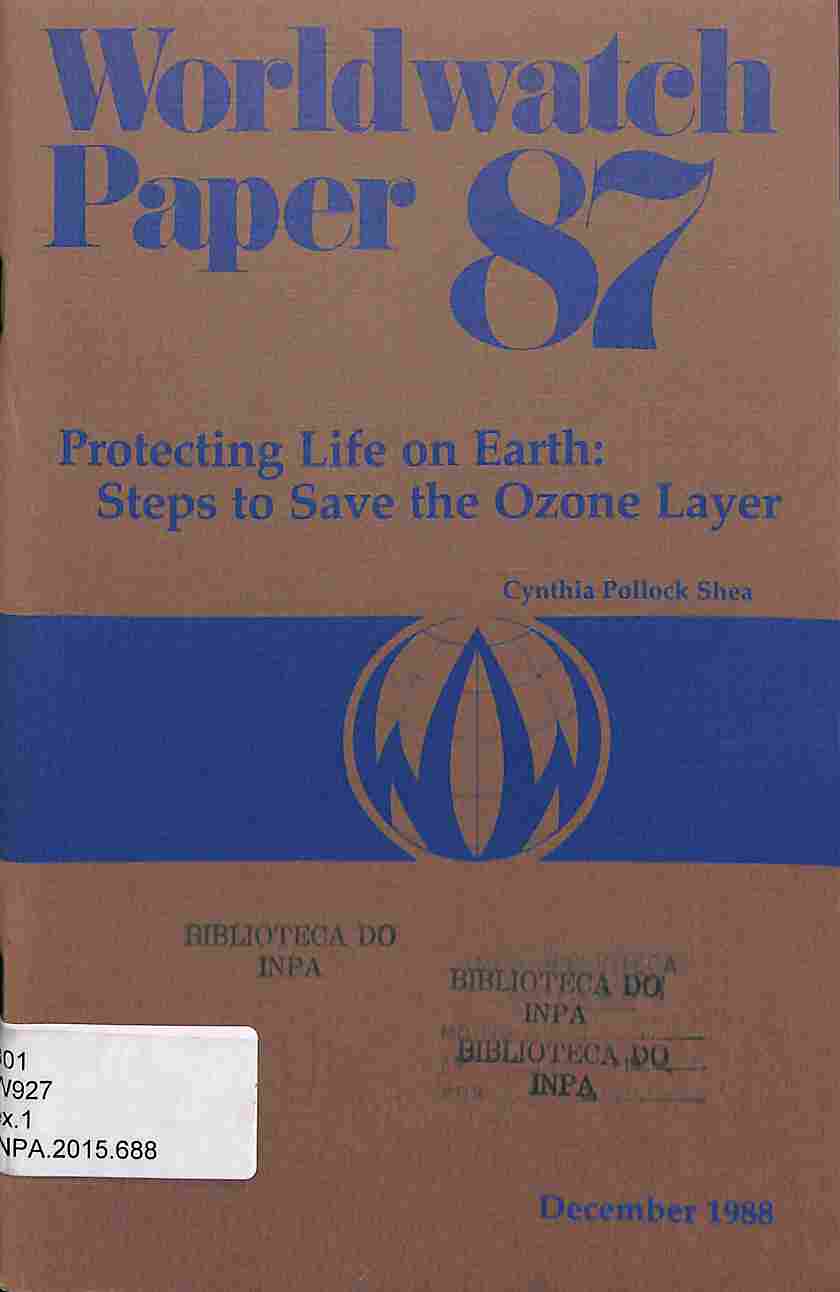 Worldwatch
Paper 87
Protecting Life on Earth:
Steps to Save the Ozone Layer
Cynthia Pollock Shea
BIBLIOTECA DO
INPA
BIBLIOTECA DO
INPA
BIBLIOTECA DO
INPA
01
W927
x.1
NPA.2015.688
December 1988